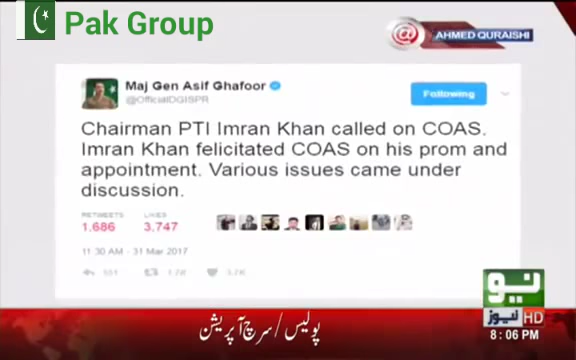 Pak Group
@ AHMED QURAISHI
Maj Gen Asif Ghafoor
@OfficialDGISPR
Following
Chairman PTI Imran Khan called on COAS.
Imran Khan felicitated COAS on his prom and
appointment. Various issues came under
discussion.
RETWEETS LIKES
1,686 3,747
11:30 AM - 31 Mar 2017
نیو
نیوز HD
8:06 PM
پولیس/سرچ آپریشن